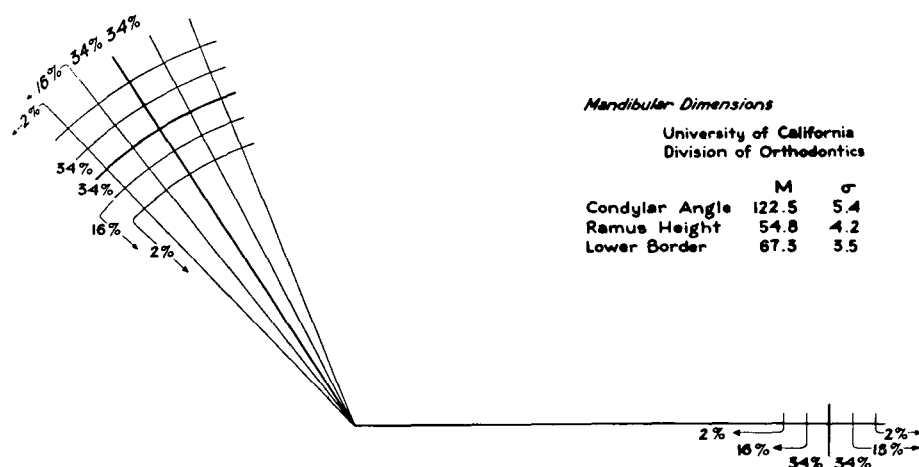 34% 34%
16%
2%
34%
34%
16%
2%
Mandibular Dimensions
University of California
Division of Orthodontics
M σ
Condylar Angle 122.5 5.4
Ramus Height 54.8 4.2
Lower Border 67.3 3.5
2% 2%
16% 16%
34% 34%